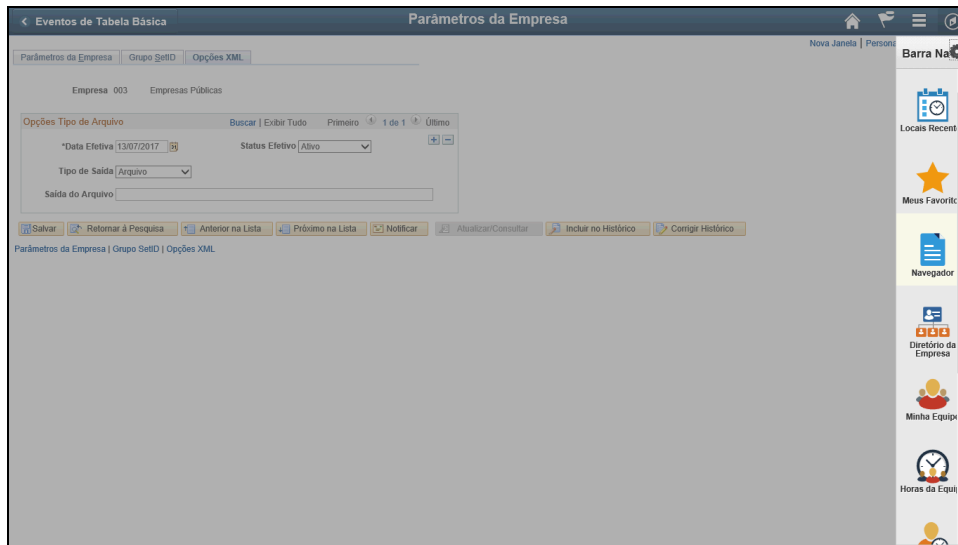 Eventos de Tabela Básica
Parâmetros da Empresa
Nova Janela | Persona
Parâmetros da Empresa Grupo SetID Opções XML
Barra Na
Empresa 003 Empresas Públicas
Opções Tipo de Arquivo Buscar | Exibir Tudo Primeiro 1 de 1 Último
*Data Efetiva 13/07/2017 31 Status Efetivo Ativo
Tipo de Saída Arquivo
Saída do Arquivo
Salvar Retornar à Pesquisa Anterior na Lista Próximo na Lista Notificar Atualizar/Consultar Incluir no Histórico Corrigir Histórico
Parâmetros da Empresa | Grupo SetID | Opções XML
Locais Recent
Meus Favorito
Navegador
Diretório da
Empresa
Minha Equipe
Horas da Equi